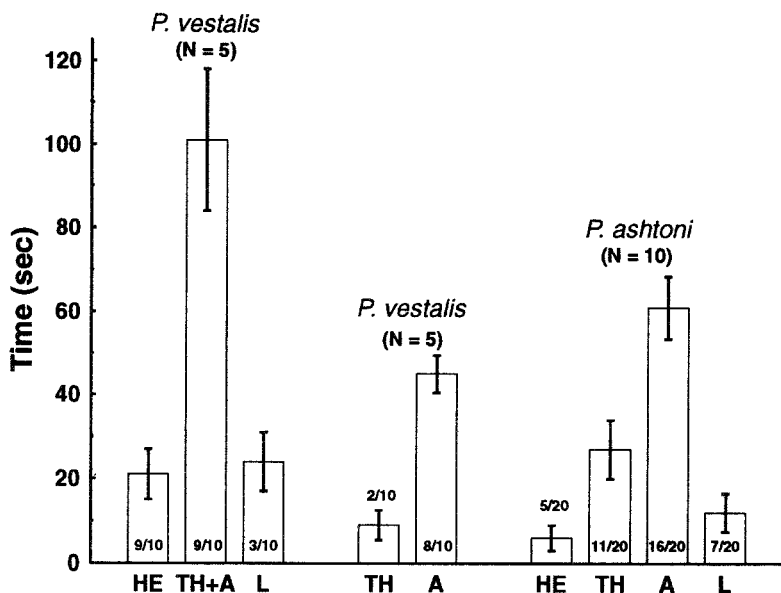 P. vestalis
(N = 5)
P. ashtoni
(N = 10)
P. vestalis
(N = 5)
Time (sec)
120
100
80
60
40
20
0
9/10 9/10 3/10
2/10
8/10
5/20
11/20 16/20 7/20
HE TH+A L TH A HE TH A L